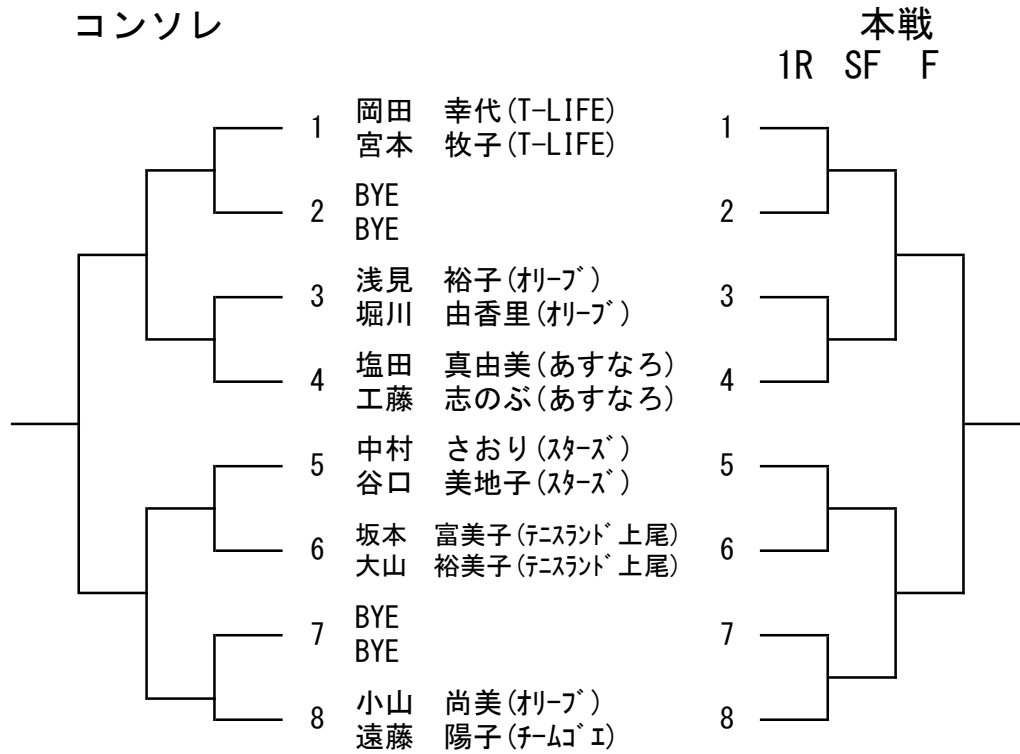 コンソレ 本戦
1R SF F
1 岡田 幸代(T-LIFE) 1
宮本 牧子(T-LIFE)
2 BYE 2
BYE
3 浅見 裕子(ｵﾘｰﾌﾞ) 3
堀川 由香里(ｵﾘｰﾌﾞ)
4 塩田 真由美(あすなろ) 4
工藤 志のぶ(あすなろ)
5 中村 さおり(ｽﾀｰｽﾞ) 5
谷口 美地子(ｽﾀｰｽﾞ)
6 坂本 富美子(ﾃﾆｽﾗﾝﾄﾞ上尾) 6
大山 裕美子(ﾃﾆｽﾗﾝﾄﾞ上尾)
7 BYE 7
BYE
8 小山 尚美(ｵﾘｰﾌﾞ) 8
遠藤 陽子(ﾁｰﾑｺﾞｴ)